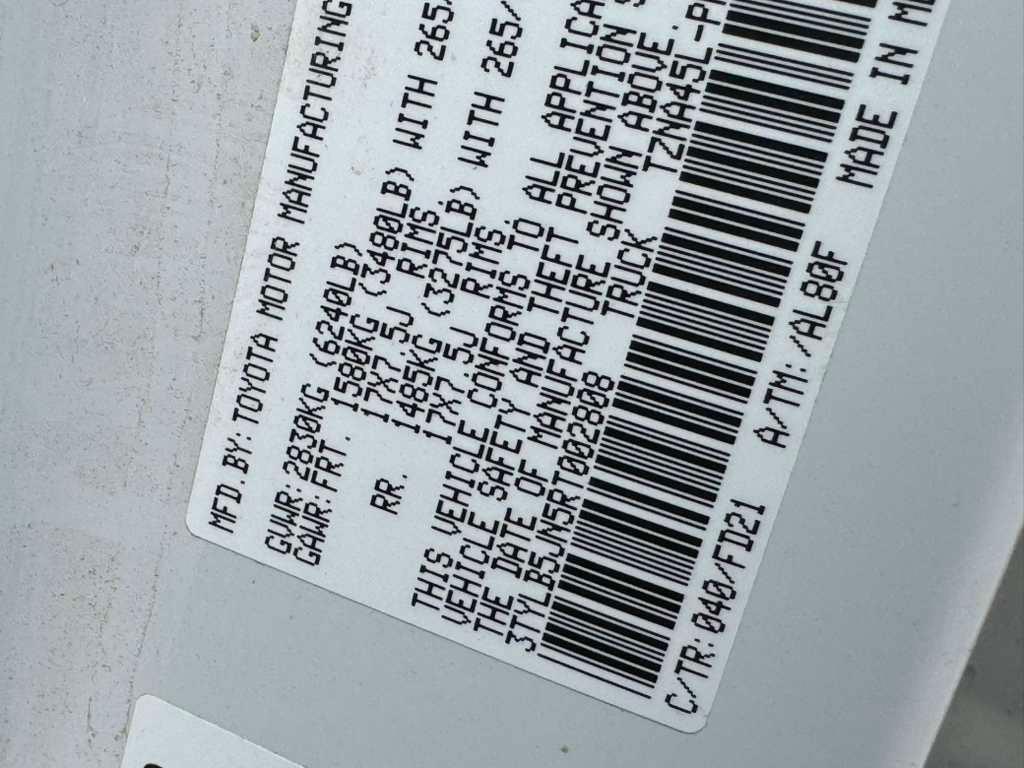 MFD.BY:TOYOTA MOTOR MANUFACTURING
GVWR:2830KG (6240LB)
GAWR:FRT. 1580KG (3480LB) WITH 265/
17X7.5J RIMS,
RR. 1485KG (3275LB) WITH 265/
17X7.5J RIMS.
THIS VEHICLE CONFORMS TO ALL APPLICA
VEHICLE SAFETY AND THEFT PREVENTION S
THE DATE OF MANUFACTURE SHOWN ABOVE.
3TYLB5JN5RT002808 TRUCK TZNA45L-P
C/TR:040/FD21 A/TM:/AL80F MADE IN M